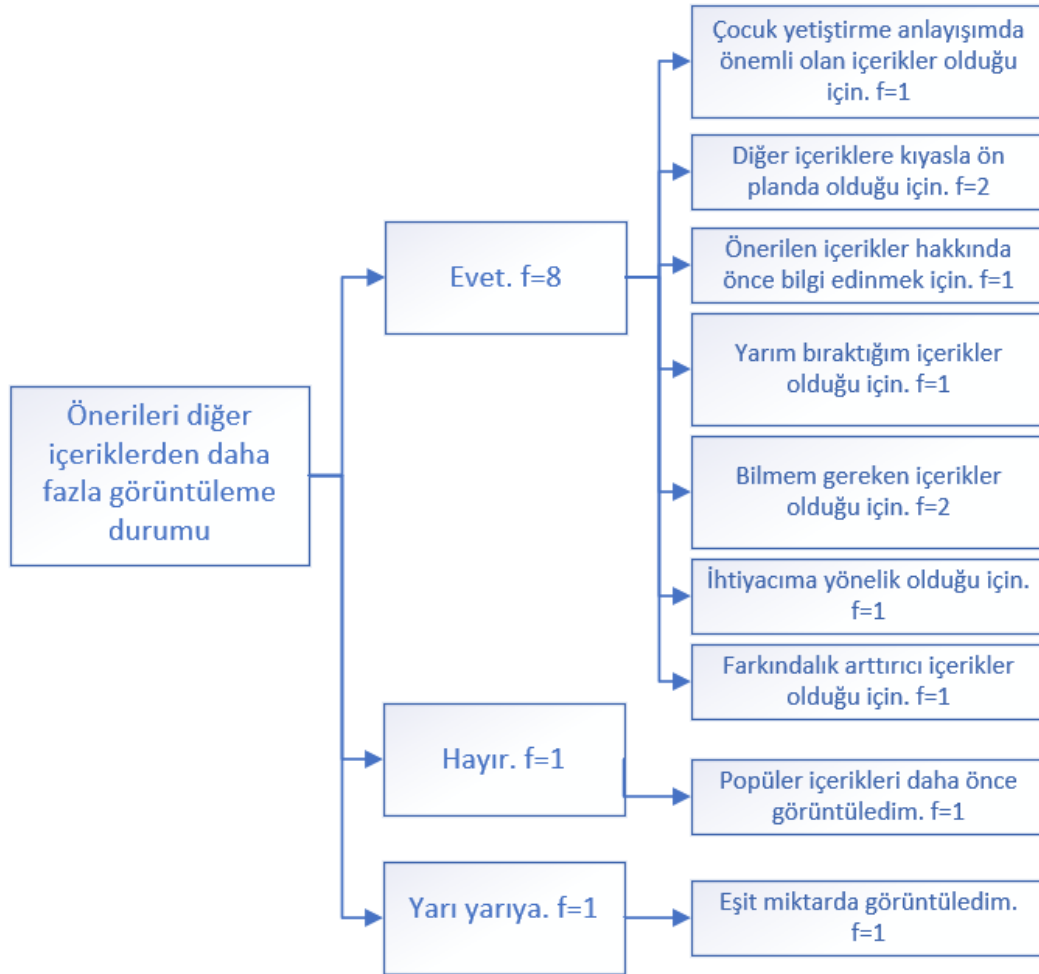 Önerileri diğer
içeriklerden daha
fazla görüntüleme
durumu
Evet. f=8
Çocuk yetiştirme anlayışımda
önemli olan içerikler olduğu
için. f=1
Diğer içeriklere kıyasla ön
planda olduğu için. f=2
Önerilen içerikler hakkında
önce bilgi edinmek için. f=1
Yarım bıraktığım içerikler
olduğu için. f=1
Bilmem gereken içerikler
olduğu için. f=2
İhtiyacıma yönelik olduğu için.
f=1
Farkındalık arttırıcı içerikler
olduğu için. f=1
Hayır. f=1
Popüler içerikleri daha önce
görüntüledim. f=1
Yarı yarıya. f=1
Eşit miktarda görüntüledim.
f=1